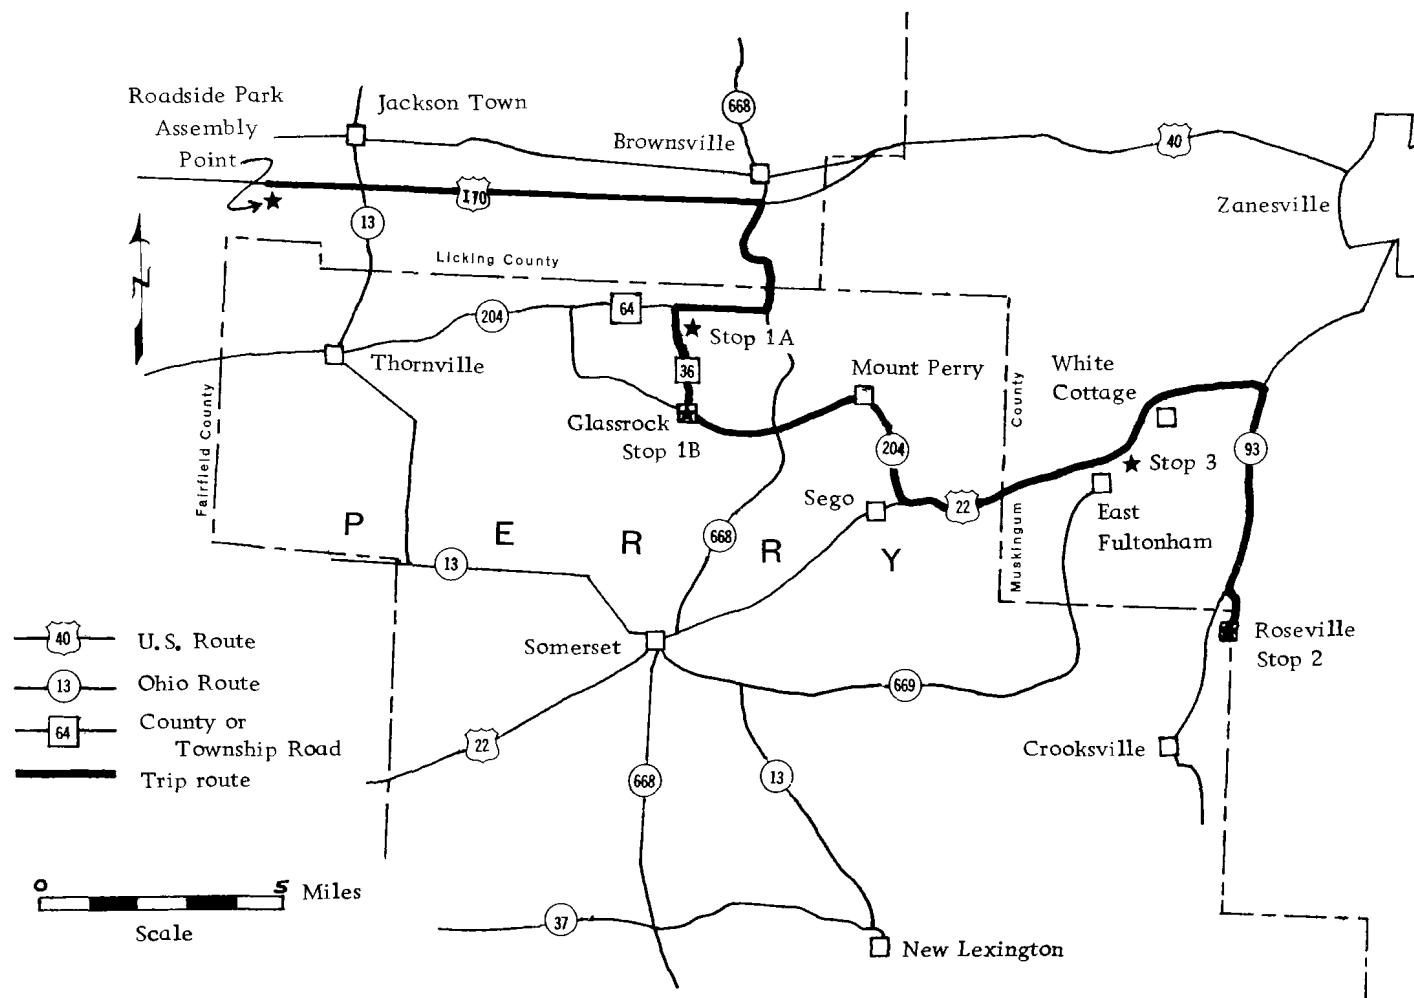 Roadside Park
Assembly
Point
Jackson Town
668
Brownsville
40
I 70
Zanesville
13
Licking County
64
204
Stop 1A
Thornville
36
Mount Perry
White
Cottage
County
Fairfield County
Glassrock
Stop 1B
204
93
Stop 3
Sego
22
East
Fultonham
Muskingum
P E R R Y
668
13
40
U.S. Route
Somerset
Roseville
Stop 2
13
Ohio Route
669
64
County or
Township Road
22
Crooksville
Trip route
668
13
0 5 Miles
Scale
37
New Lexington
N